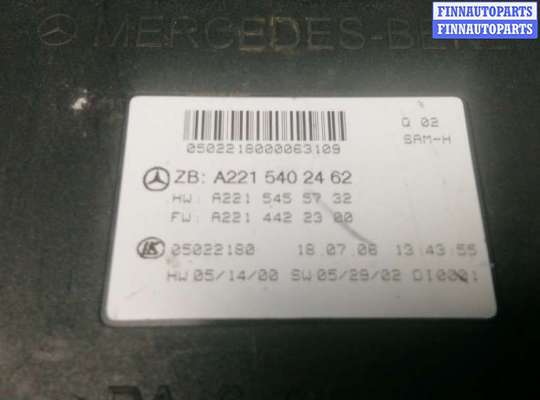 FINNAUTOPARTS
FINNAUTOPARTS
MERCEDES-BENZ
Q 02
SAM-H
0502218000063109
ZB: A221 540 24 62
HW: A221 545 57 32
FW: A221 442 23 00
05022180 18.07.08 13:43:55
HW 05/14/00 SW 05/29/02 D10001